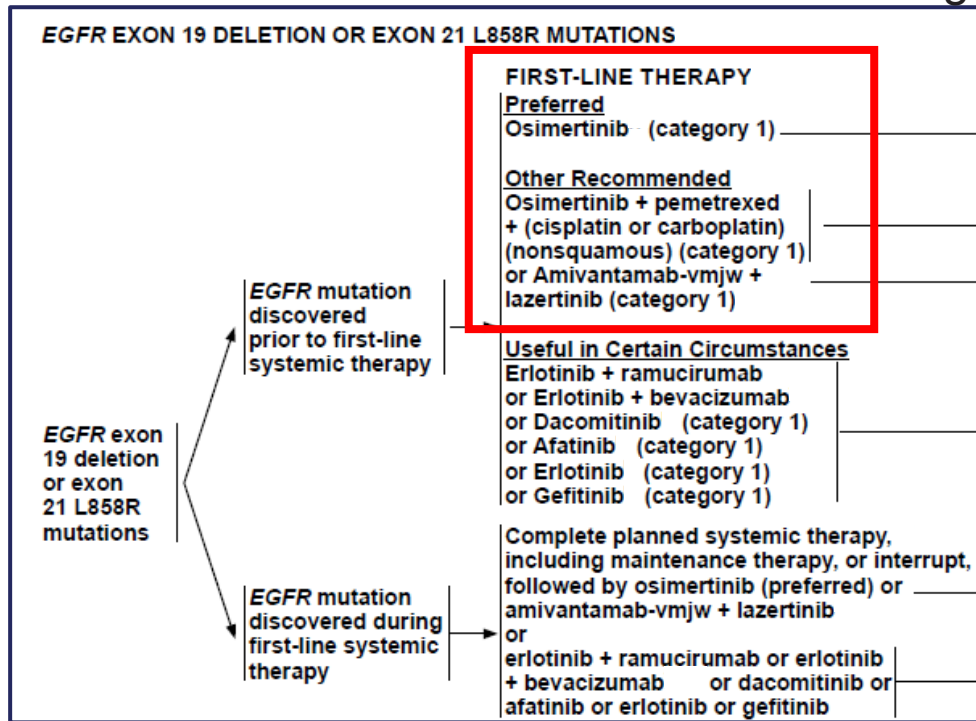 EGFR EXON 19 DELETION OR EXON 21 L858R MUTATIONS
FIRST-LINE THERAPY
Preferred
Osimertinib (category 1)
Other Recommended
Osimertinib + pemetrexed
+ (cisplatin or carboplatin)
(nonsquamous) (category 1)
or Amivantamab-vmjw +
lazertinib (category 1)
EGFR mutation
discovered
prior to first-line
systemic therapy
Useful in Certain Circumstances
Erlotinib + ramucirumab
or Erlotinib + bevacizumab
or Dacomitinib (category 1)
or Afatinib (category 1)
or Erlotinib (category 1)
or Gefitinib (category 1)
EGFR exon
19 deletion
or exon
21 L858R
mutations
EGFR mutation
discovered during
first-line systemic
therapy
Complete planned systemic therapy,
including maintenance therapy, or interrupt,
followed by osimertinib (preferred) or
amivantamab-vmjw + lazertinib
or
erlotinib + ramucirumab or erlotinib
+ bevacizumab or dacomitinib or
afatinib or erlotinib or gefitinib